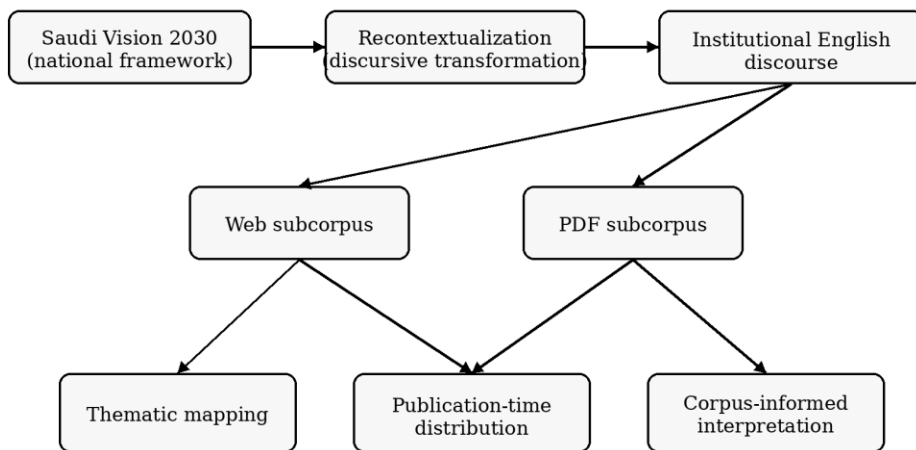 Saudi Vision 2030
(national framework)
Recontextualization
(discursive transformation)
Institutional English
discourse
Web subcorpus
PDF subcorpus
Thematic mapping
Publication-time
distribution
Corpus-informed
interpretation